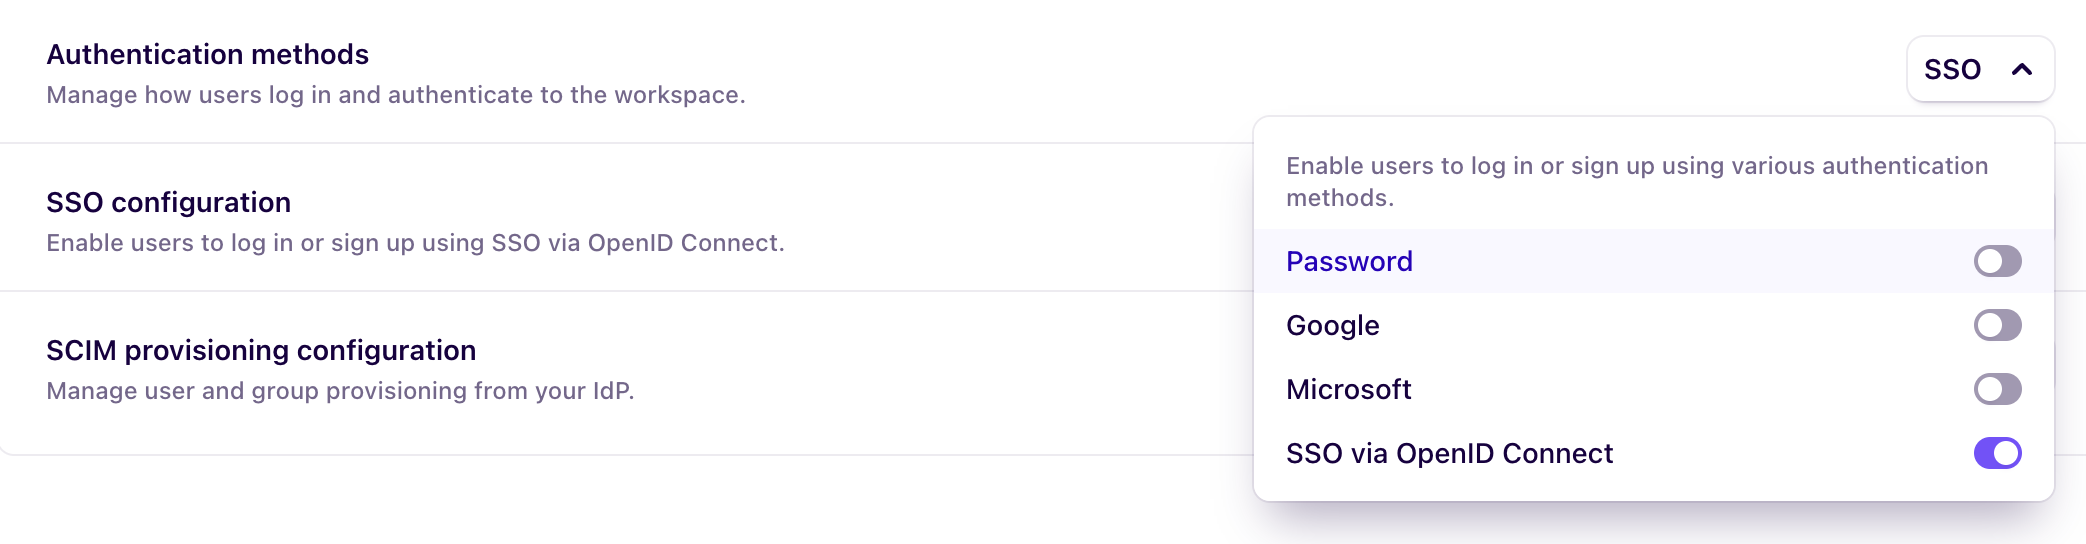 Authentication methods
Manage how users log in and authenticate to the workspace.
SSO
SSO configuration
Enable users to log in or sign up using SSO via OpenID Connect.
SCIM provisioning configuration
Manage user and group provisioning from your IdP.
Enable users to log in or sign up using various authentication
methods.
Password
Google
Microsoft
SSO via OpenID Connect